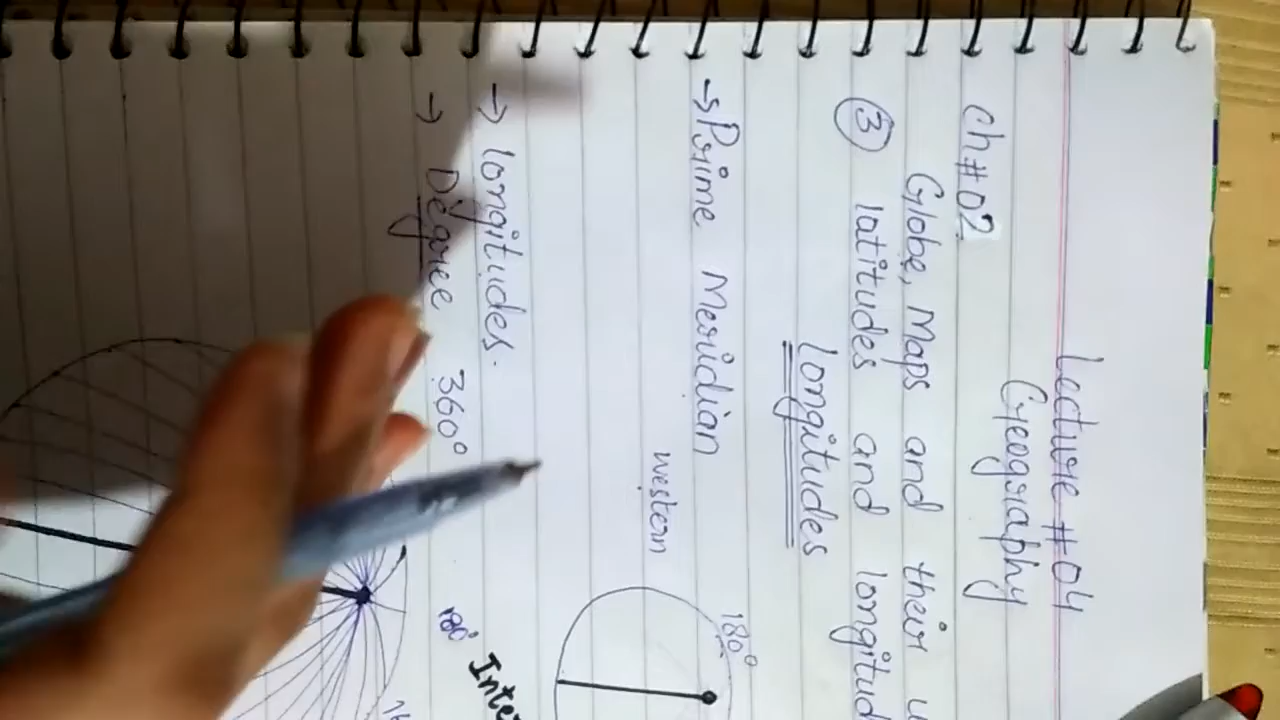 Lecture # 04
Geography
Ch # 02
Globe, Maps and their
③ latitudes and longitud
longitudes
→ Prime Meridian
western
180°
→ longitudes.
→ Degree 360°
180°
Inte